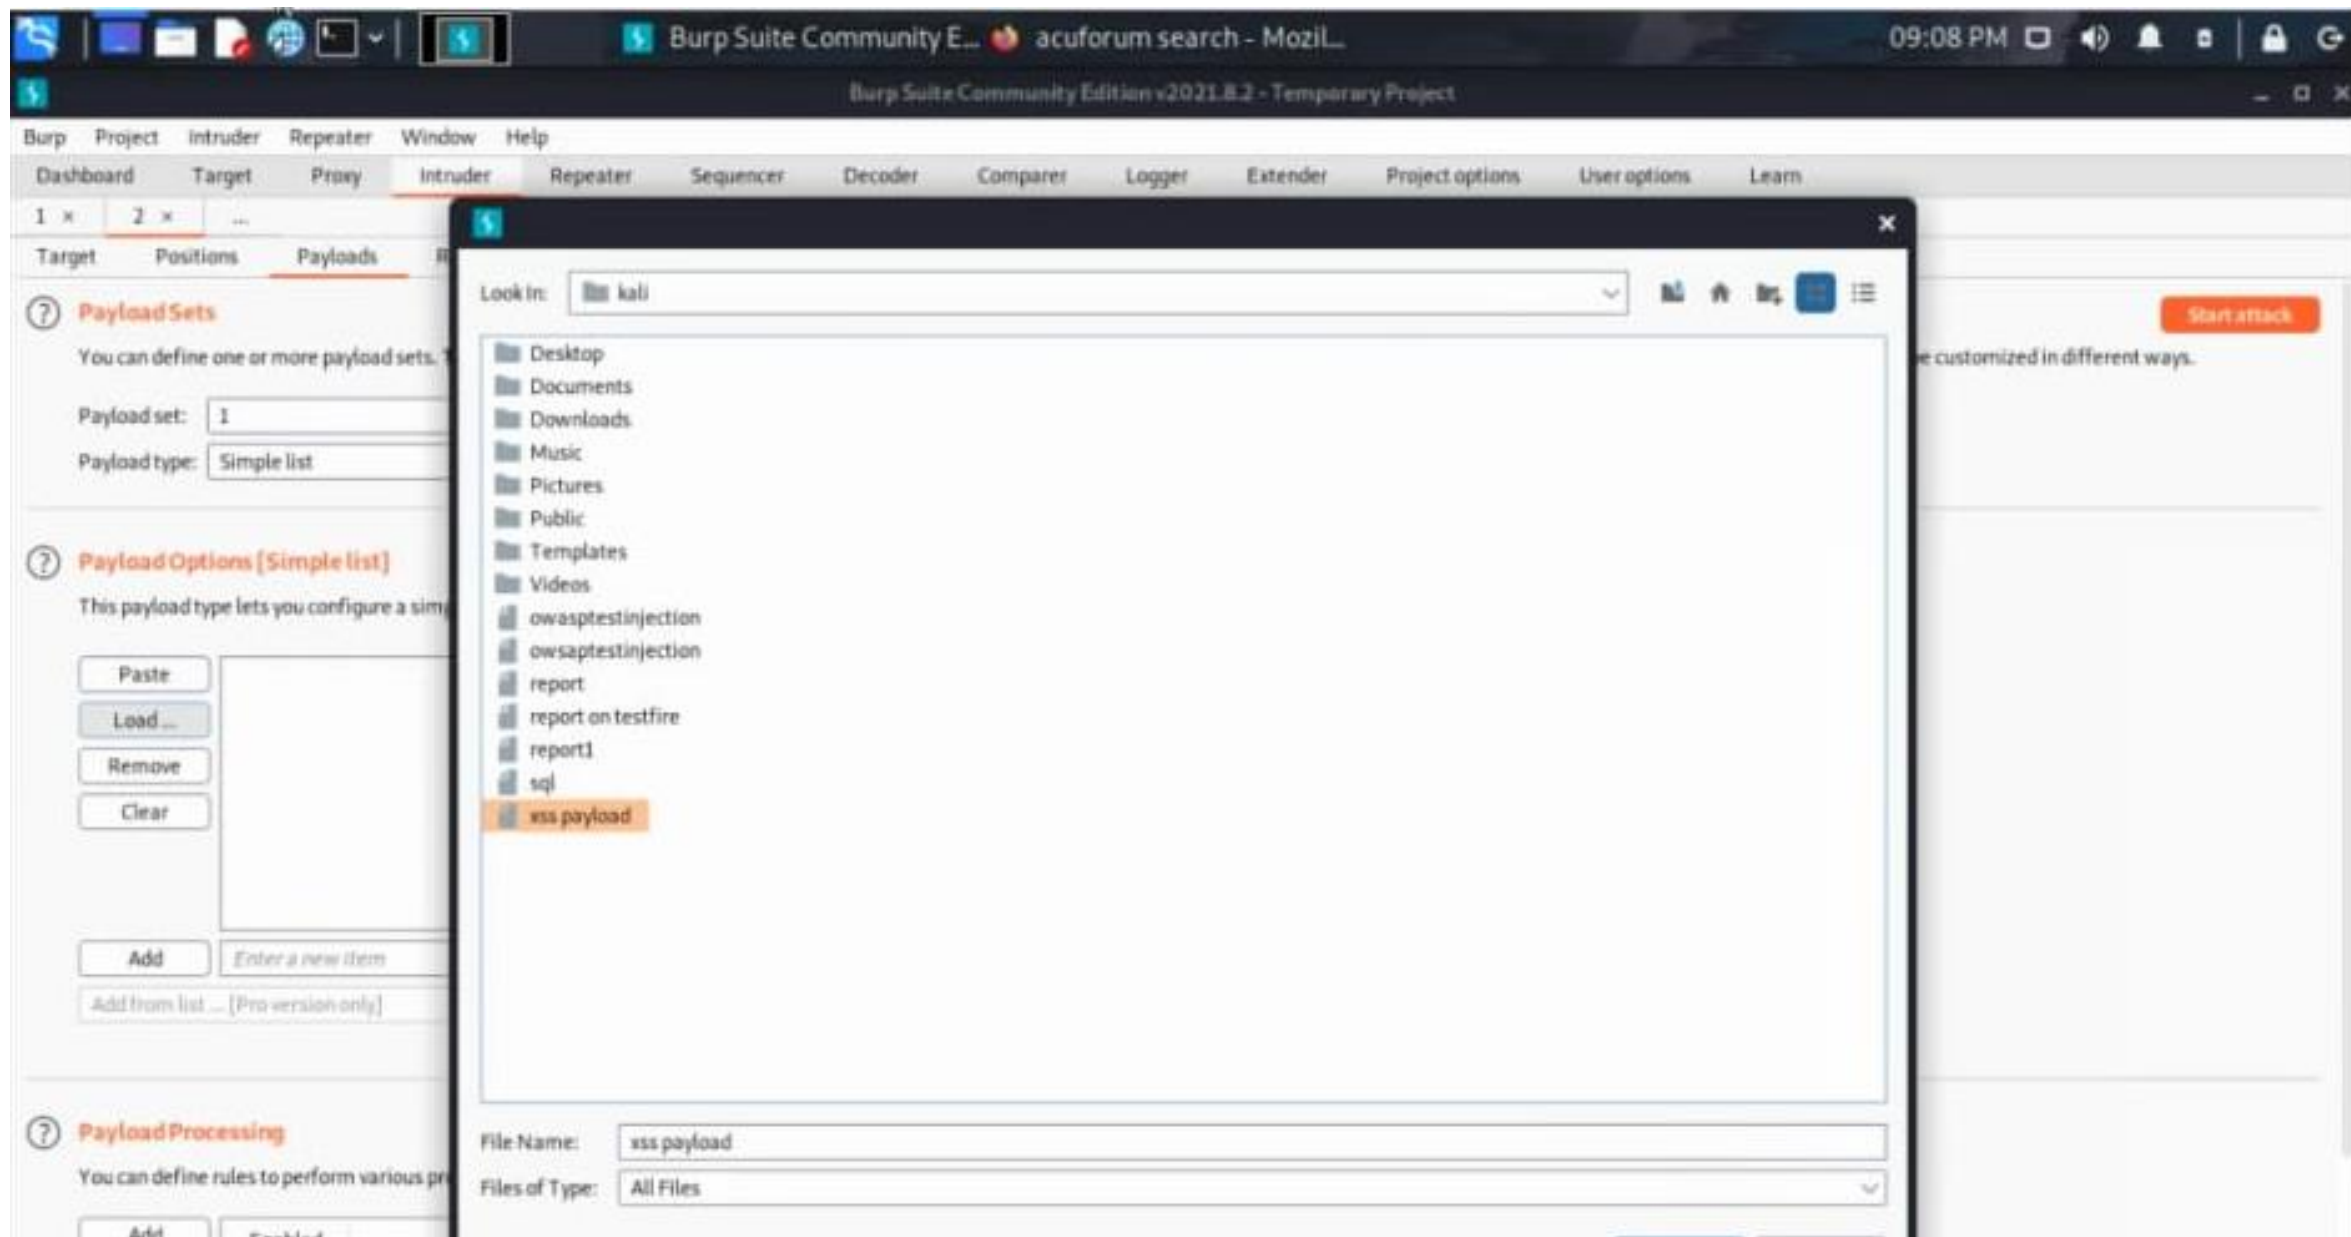 Burp Suite Community E... acuforum search - Mozil... 09:08 PM
Burp Suite Community Edition v2021.8.2 - Temporary Project
Burp Project Intruder Repeater Window Help
Dashboard Target Proxy Intruder Repeater Sequencer Decoder Comparer Logger Extender Project options User options Learn
1 × 2 × ...
Target Positions Payloads
Look In: kali
Payload Sets
Start attack
You can define one or more payload sets.
e customized in different ways.
Payload set: 1
Payload type: Simple list
Payload Options [Simple list]
This payload type lets you configure a sim
Paste
Load ...
Remove
Clear
Add Enter a new item
Add from list ... [Pro version only]
Payload Processing
You can define rules to perform various pr
Add Enabled
Desktop
Documents
Downloads
Music
Pictures
Public
Templates
Videos
owasptestinjection
owsaptestinjection
report
report on testfire
report1
sql
xss payload
File Name: xss payload
Files of Type: All Files